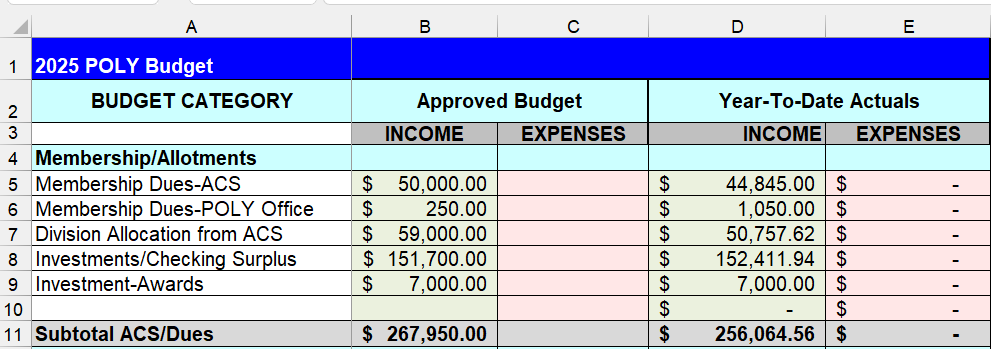 A B C D E
1 2025 POLY Budget
2 BUDGET CATEGORY Approved Budget Year-To-Date Actuals
3 INCOME EXPENSES INCOME EXPENSES
4 Membership/Allotments
5 Membership Dues-ACS $ 50,000.00 $ 44,845.00 $ -
6 Membership Dues-POLY Office $ 250.00 $ 1,050.00 $ -
7 Division Allocation from ACS $ 59,000.00 $ 50,757.62 $ -
8 Investments/Checking Surplus $ 151,700.00 $ 152,411.94 $ -
9 Investment-Awards $ 7,000.00 $ 7,000.00 $ -
10 $ - $ -
11 Subtotal ACS/Dues $ 267,950.00 $ 256,064.56 $ -